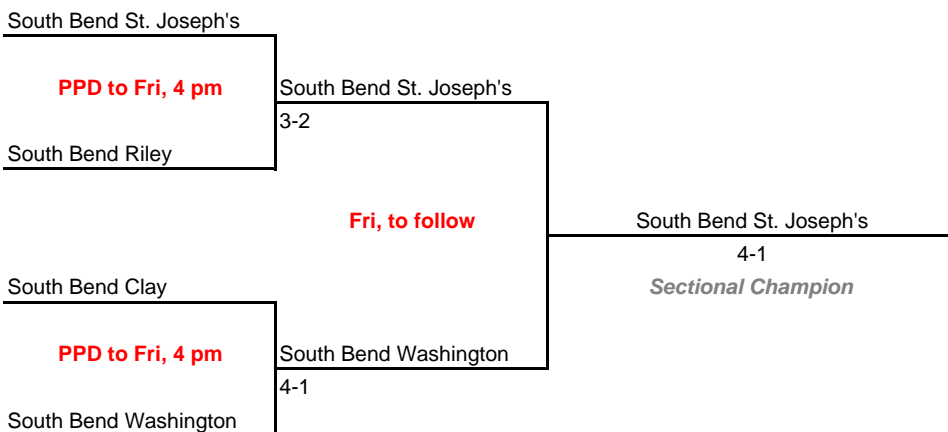 South Bend St. Joseph's
PPD to Fri, 4 pm
South Bend St. Joseph's
3-2
South Bend Riley
Fri, to follow
South Bend St. Joseph's
4-1
South Bend Clay
Sectional Champion
PPD to Fri, 4 pm
South Bend Washington
4-1
South Bend Washington